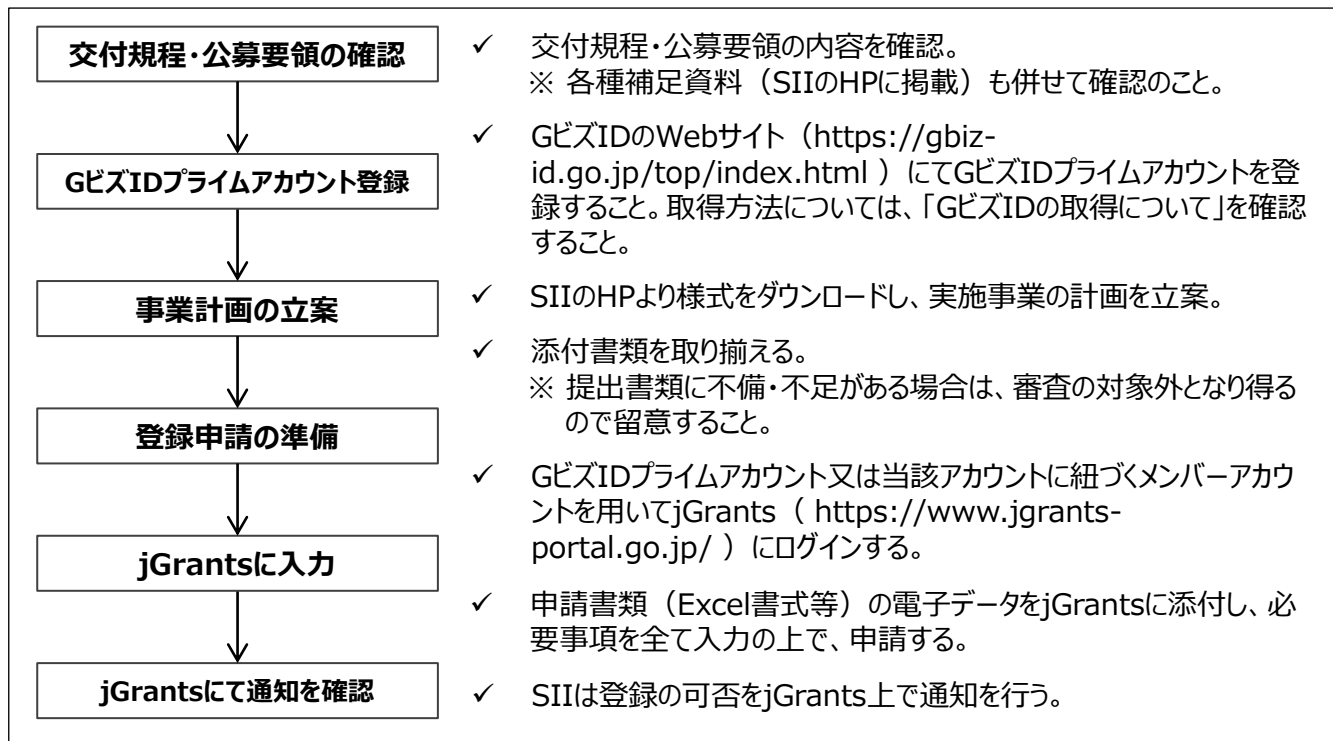 交付規程・公募要領の確認
✓ 交付規程・公募要領の内容を確認。
※ 各種補足資料（SIIのHPに掲載）も併せて確認のこと。
GビズIDプライムアカウント登録
✓ GビズIDのWebサイト（https://gbiz-
id.go.jp/top/index.html ）にてGビズIDプライムアカウントを登
録すること。取得方法については、「GビズIDの取得について」を確認
すること。
事業計画の立案
✓ SIIのHPより様式をダウンロードし、実施事業の計画を立案。
登録申請の準備
✓ 添付書類を取り揃える。
※ 提出書類に不備・不足がある場合は、審査の対象外となり得る
ので留意すること。
jGrantsに入力
✓ GビズIDプライムアカウント又は当該アカウントに紐づくメンバーアカウ
ントを用いてjGrants（ https://www.jgrants-
portal.go.jp/ ）にログインする。
✓ 申請書類（Excel書式等）の電子データをjGrantsに添付し、必
要事項を全て入力の上で、申請する。
jGrantsにて通知を確認
✓ SIIは登録の可否をjGrants上で通知を行う。